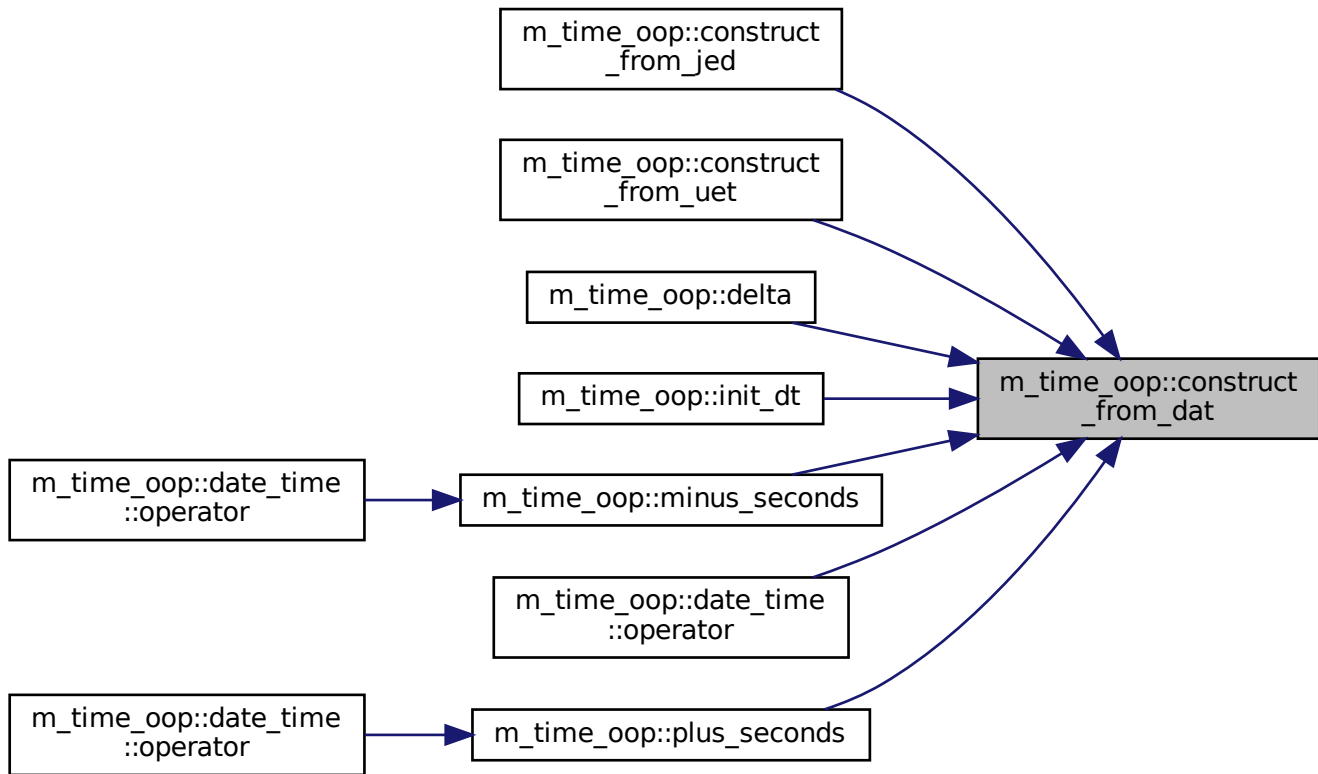 m_time_oop::construct
_from_jed
m_time_oop::construct
_from_uet
m_time_oop::delta
m_time_oop::construct
_from_dat
m_time_oop::init_dt
m_time_oop::date_time
::operator
m_time_oop::minus_seconds
m_time_oop::date_time
::operator
m_time_oop::date_time
::operator
m_time_oop::plus_seconds